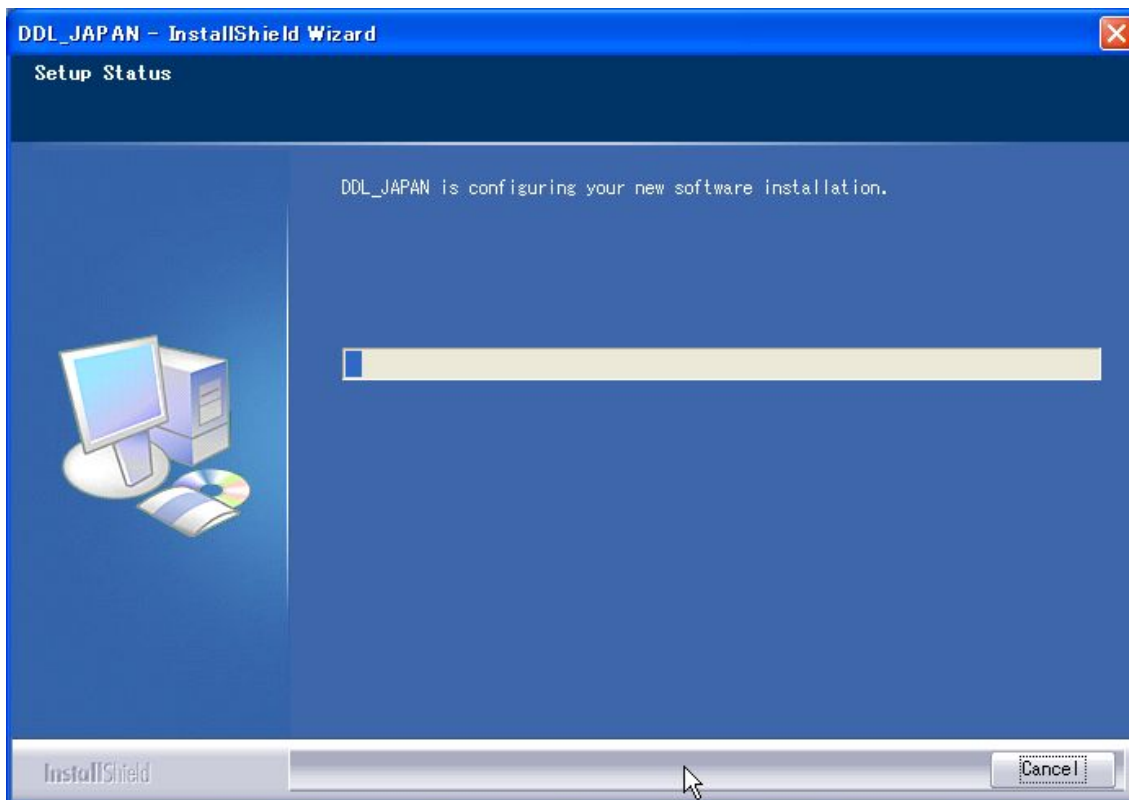 DDL_JAPAN - InstallShield Wizard
Setup Status
DDL_JAPAN is configuring your new software installation.
InstallShield
Cancel